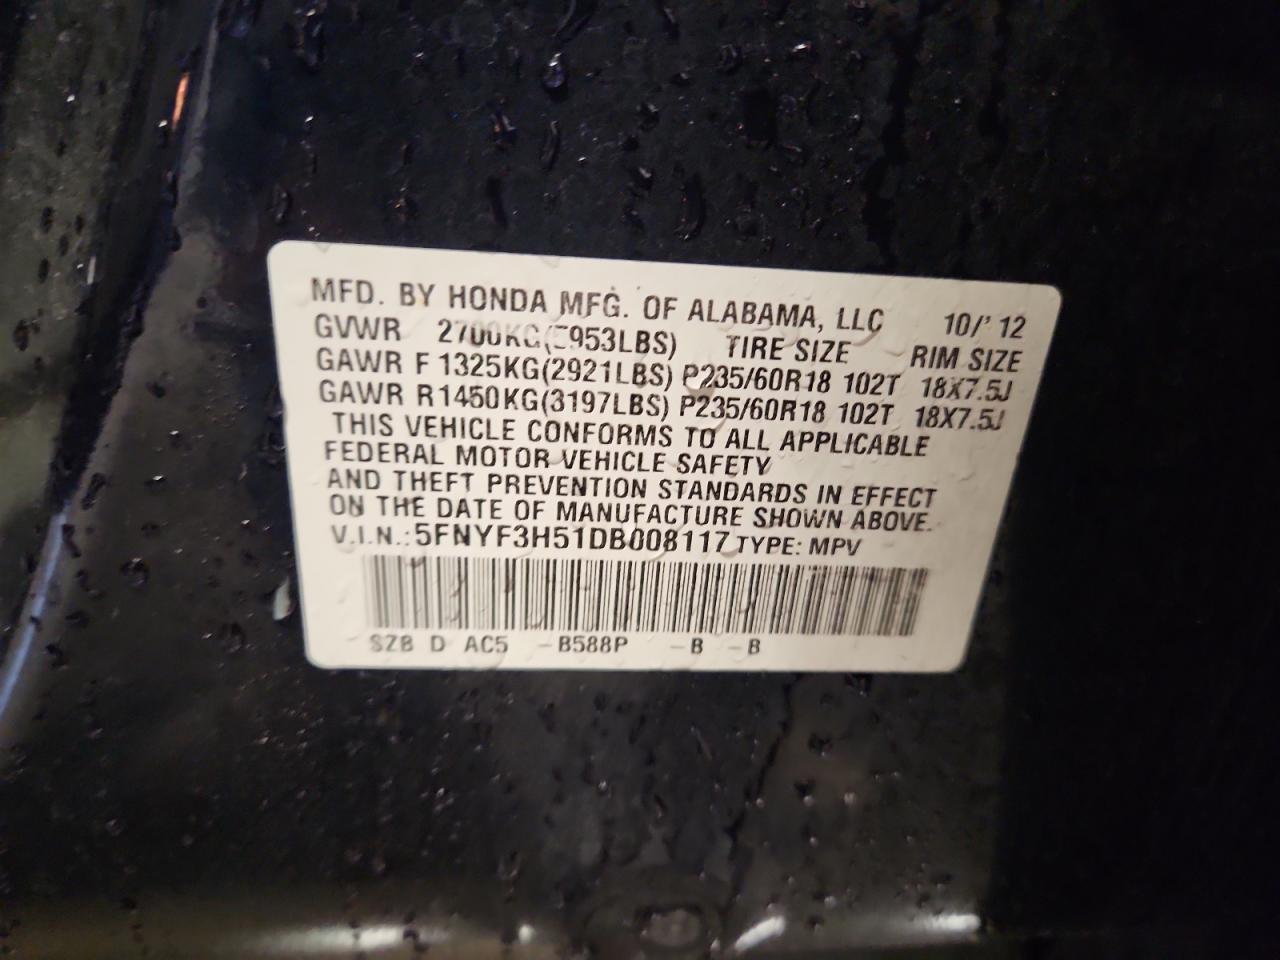 MFD. BY HONDA MFG. OF ALABAMA, LLC 10/'12
GVWR 2700KG(5953LBS) TIRE SIZE RIM SIZE
GAWR F 1325KG(2921LBS) P235/60R18 102T 18X7.5J
GAWR R1450KG(3197LBS) P235/60R18 102T 18X7.5J
THIS VEHICLE CONFORMS TO ALL APPLICABLE
FEDERAL MOTOR VEHICLE SAFETY
AND THEFT PREVENTION STANDARDS IN EFFECT
ON THE DATE OF MANUFACTURE SHOWN ABOVE.
V.I.N.: 5FNYF3H51DB008117 TYPE: MPV
SZB D AC5 -B588P -B -B